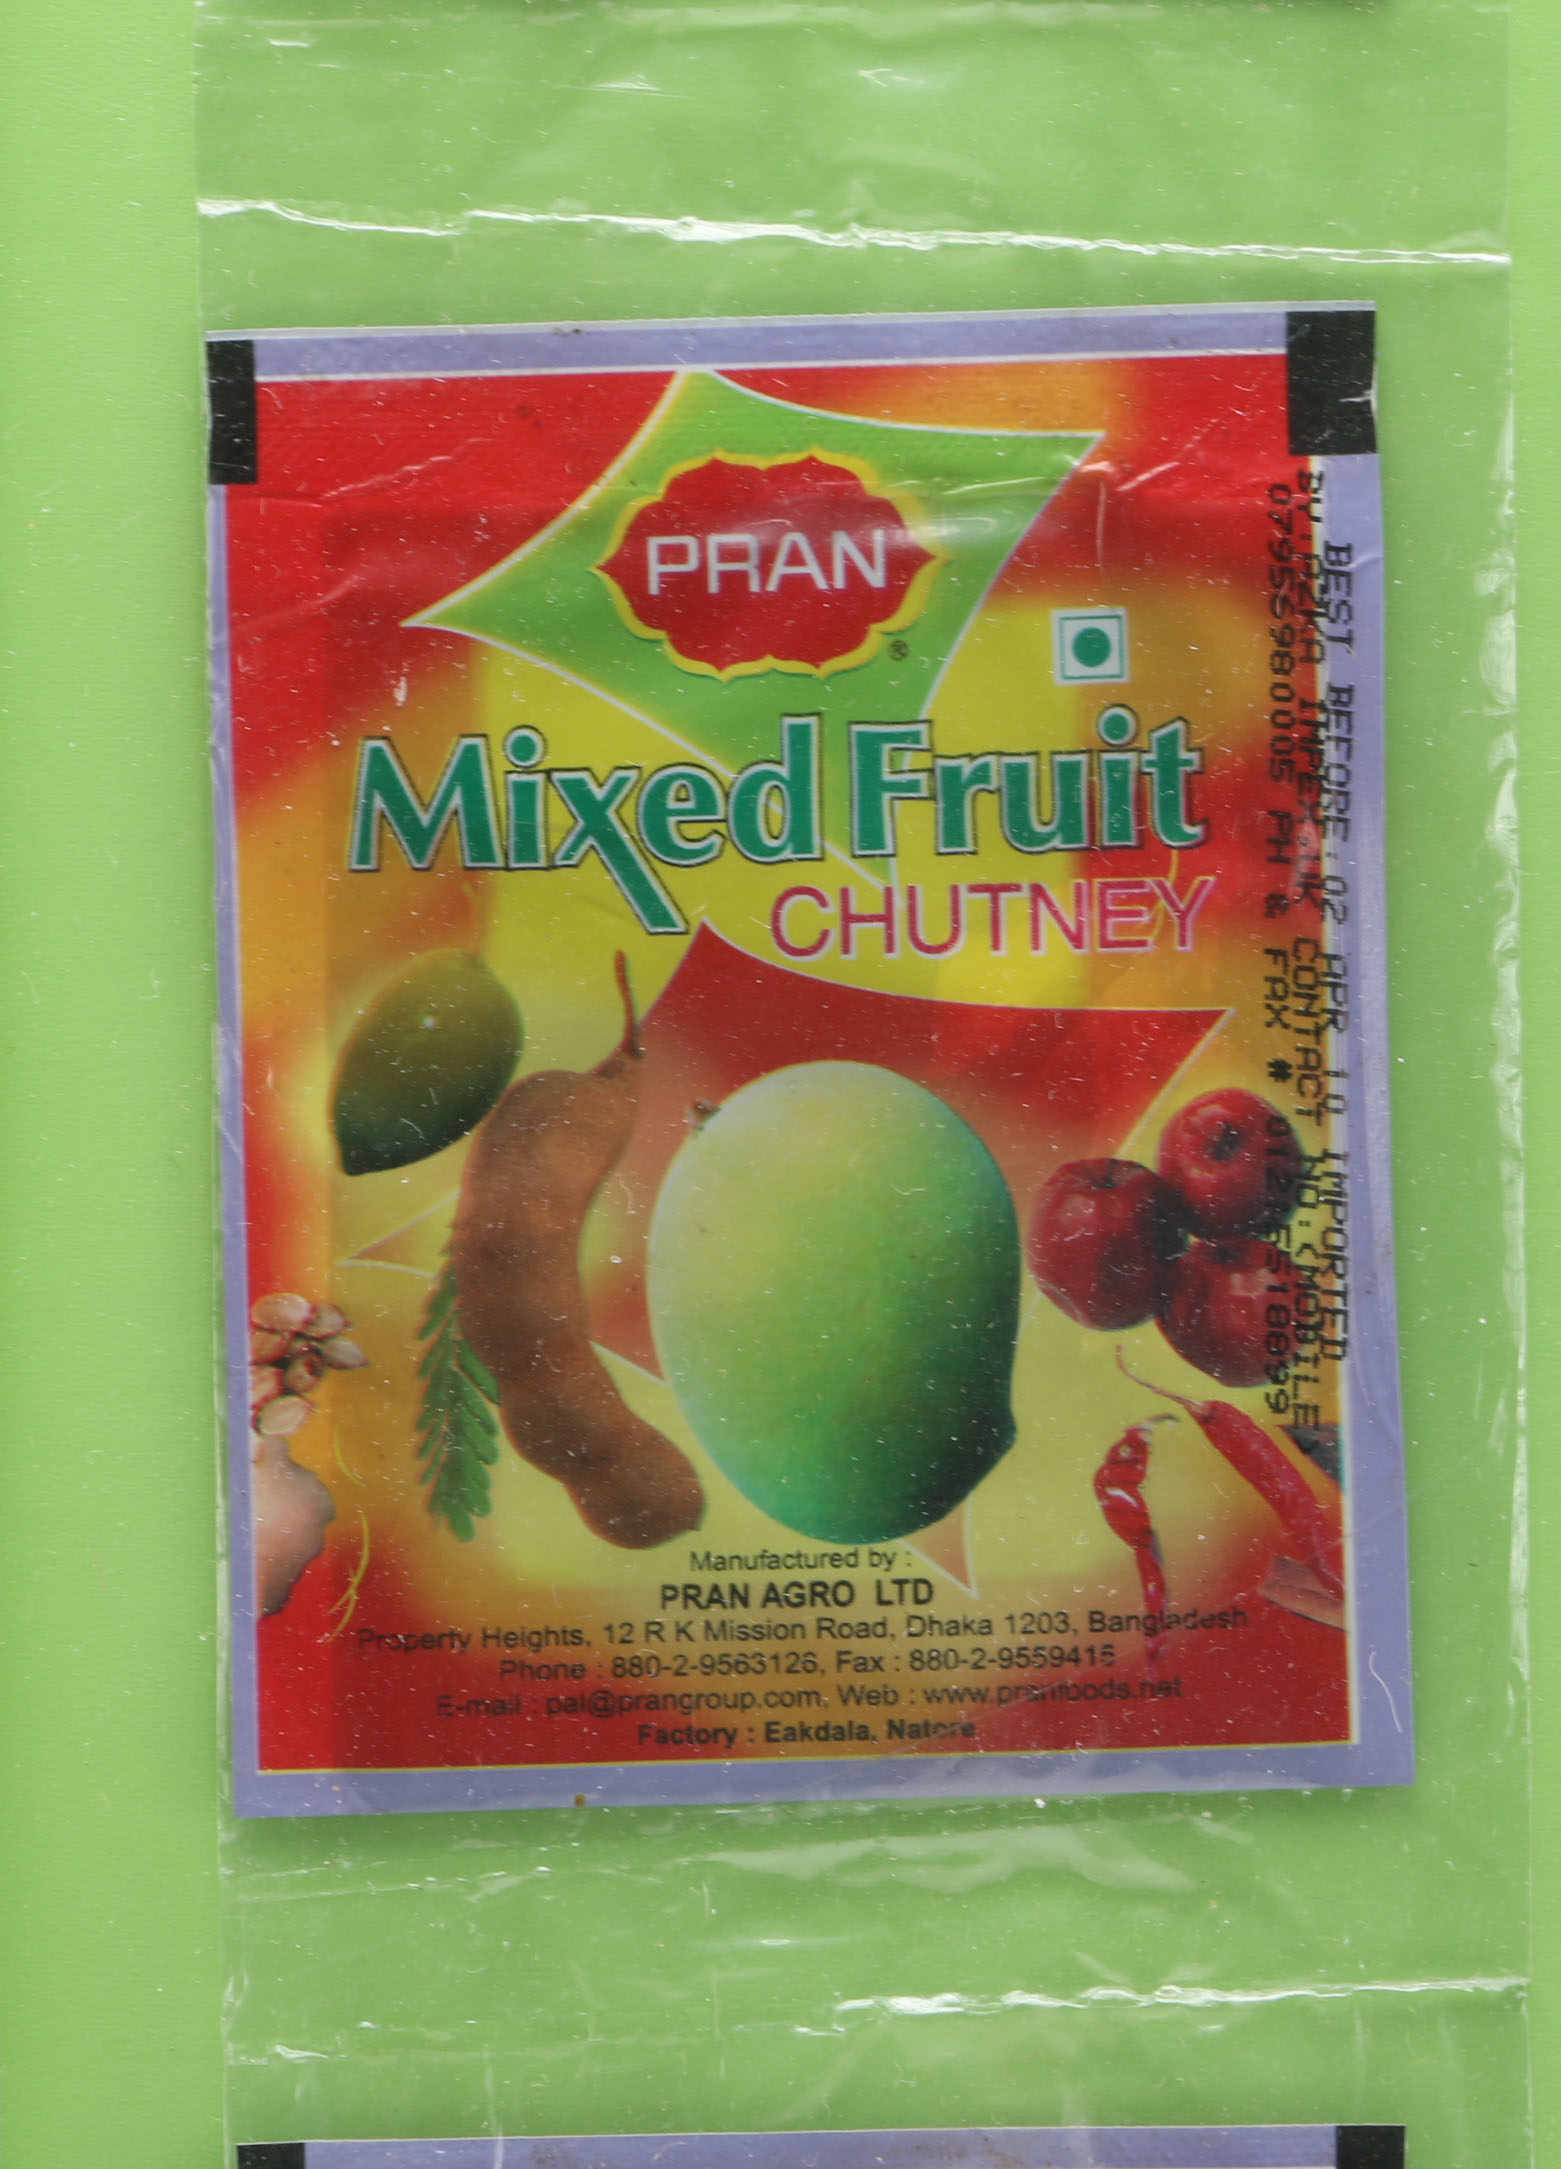 PRAN
®
Mixed Fruit
CHUTNEY
Manufactured by :
PRAN AGRO LTD
Property Heights, 12 R K Mission Road, Dhaka 1203, Bangladesh
Phone : 880-2-9563126, Fax : 880-2-9559415
E-mail : pal@prangroup.com, Web : www.pranfoods.net
Factory : Eakdala, Natore
BEST BEFORE:02 APR 10 IMPORTED
BY:AZKA IMPEX.UK CONTACT NO:<MOBILE>
07956980005 PH & FAX #